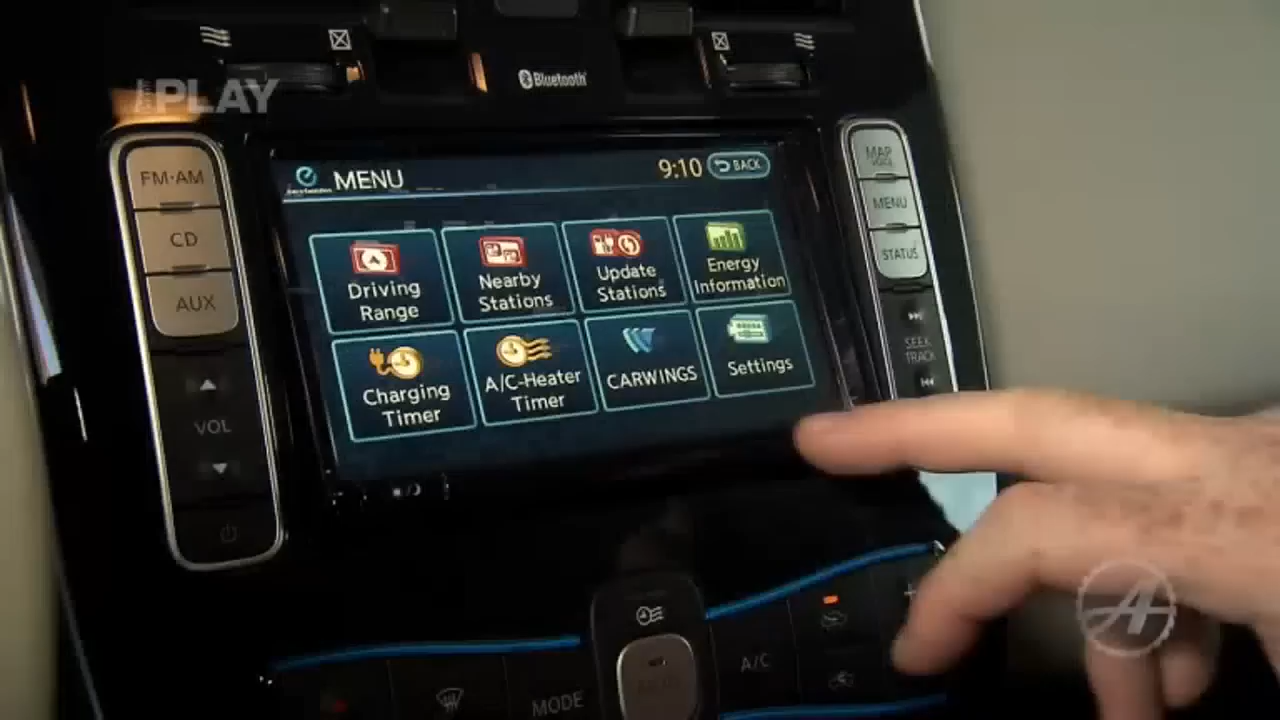 PLAY
Bluetooth
FM·AM
CD
AUX
VOL
MENU
9:10
BACK
Driving
Range
Nearby
Stations
Update
Stations
Energy
Information
Charging
Timer
A/C-Heater
Timer
CARWINGS
Settings
MAP
MENU
STATUS
SEEK
TRACK
MODE
A/C
A